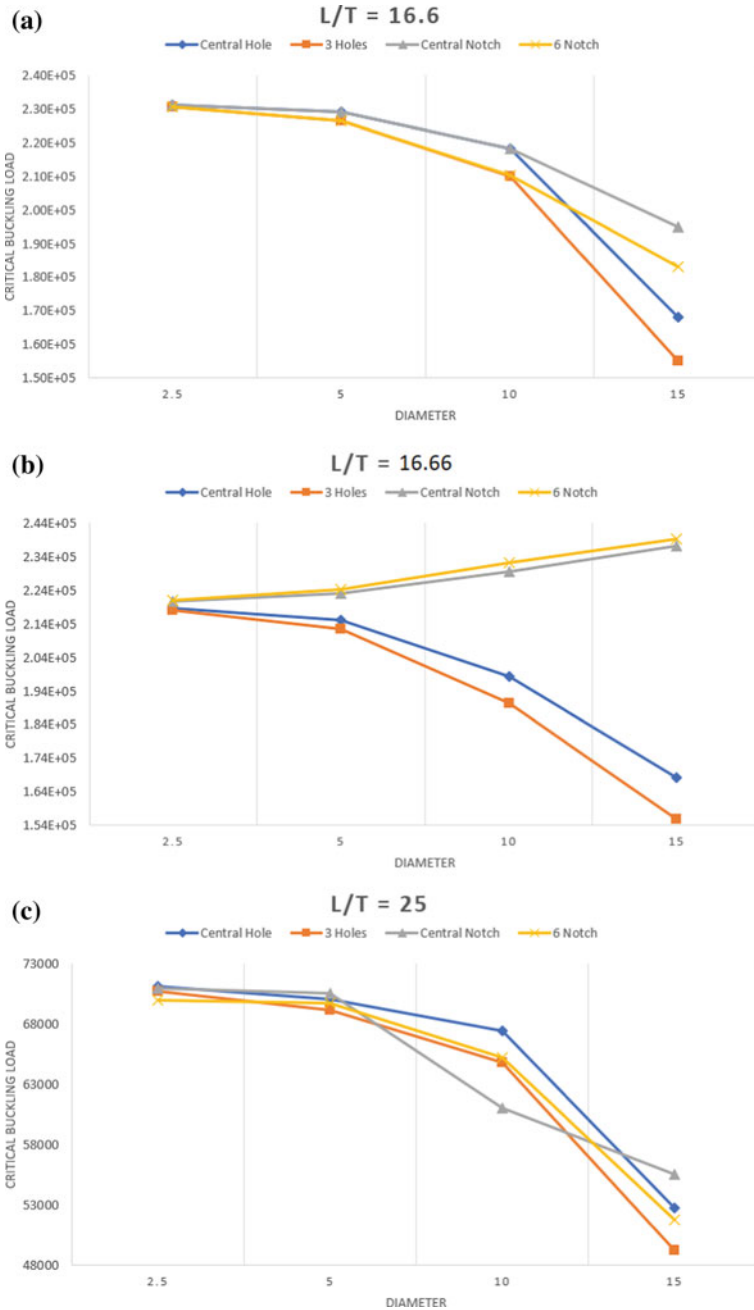 (a)
L/T = 16.6
Central Hole 3 Holes Central Notch 6 Notch
2.40E+05
2.30E+05
2.20E+05
2.10E+05
2.00E+05
1.90E+05
1.80E+05
1.70E+05
1.60E+05
1.50E+05
CRITICAL BUCKLING LOAD
2.5 5 10 15
DIAMETER
(b)
L/T = 16.66
Central Hole 3 Holes Central Notch 6 Notch
2.44E+05
2.34E+05
2.24E+05
2.14E+05
2.04E+05
1.94E+05
1.84E+05
1.74E+05
1.64E+05
1.54E+05
CRITICAL BUCKLING LOAD
2.5 5 10 15
DIAMETER
(c)
L/T = 25
Central Hole 3 Holes Central Notch 6 Notch
73000
68000
63000
58000
53000
48000
CRITICAL BUCKLING LOAD
2.5 5 10 15
DIAMETER